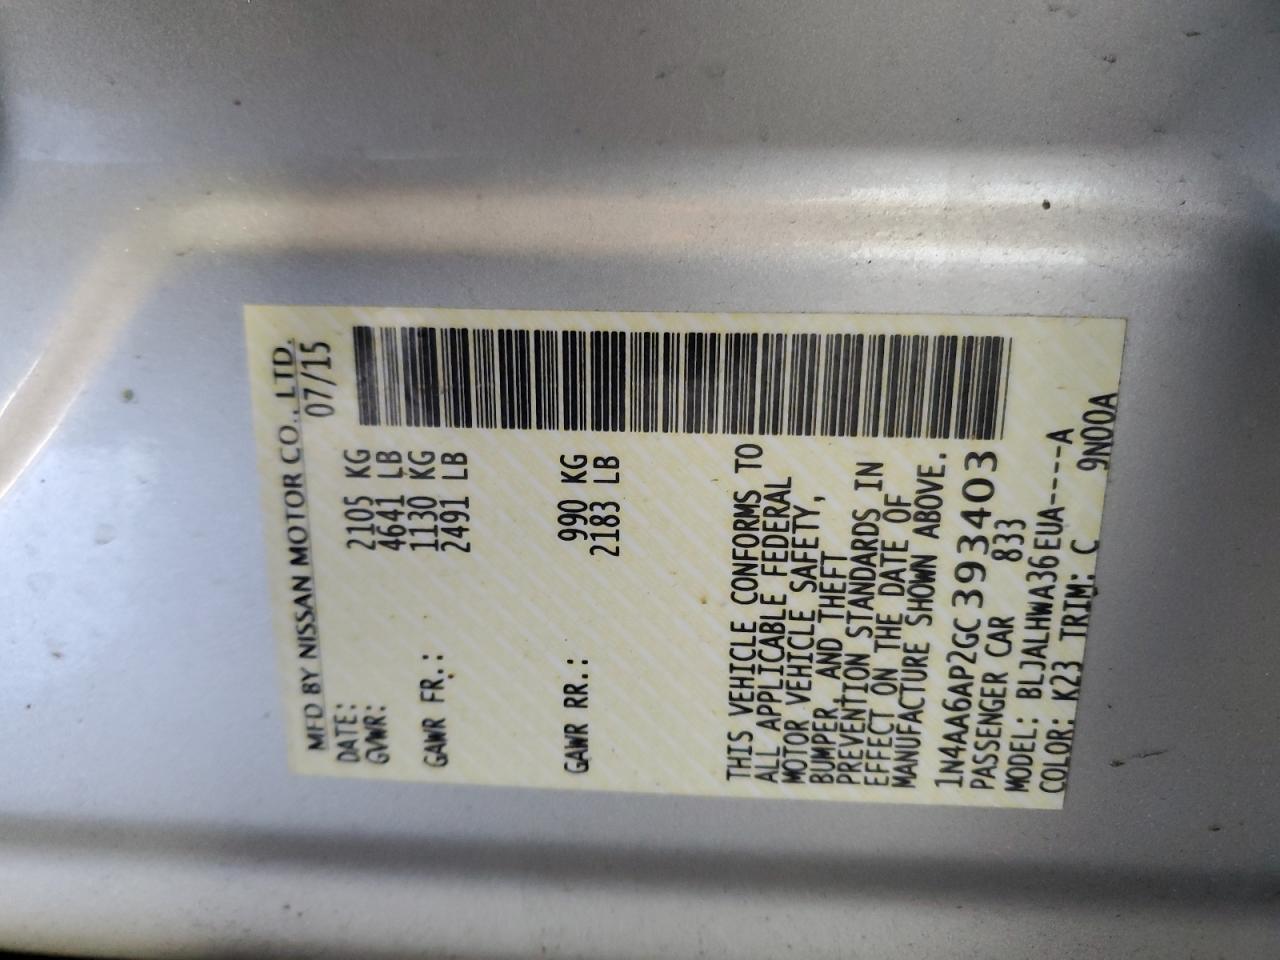 MFD BY NISSAN MOTOR CO., LTD.
DATE: 07/15
GVWR: 2105 KG
4641 LB
GAWR FR.: 1130 KG
2491 LB
GAWR RR.: 990 KG
2183 LB
THIS VEHICLE CONFORMS TO
ALL APPLICABLE FEDERAL
MOTOR VEHICLE SAFETY,
BUMPER, AND THEFT
PREVENTION STANDARDS IN
EFFECT ON THE DATE OF
MANUFACTURE SHOWN ABOVE.
1N4AA6AP2GC393403
PASSENGER CAR 833
MODEL: BLJALHWA36EUA-----A
COLOR: K23 TRIM: C 9N00A